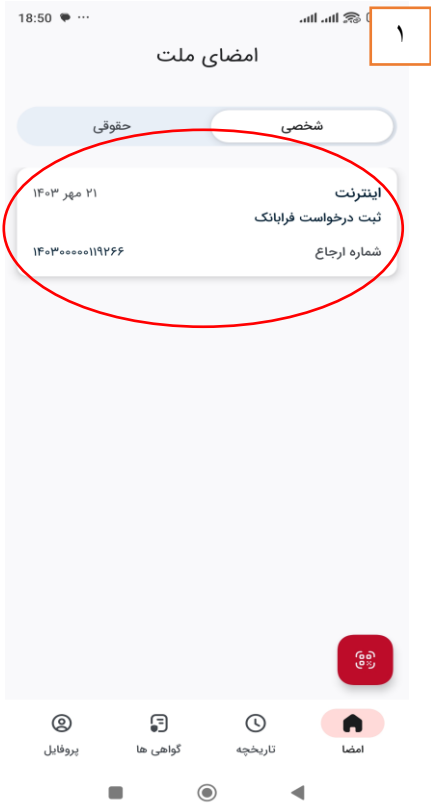 18:50
۱
امضای ملت
شخصی حقوقی
اینترنت ۲۱ مهر ۱۴۰۳
ثبت درخواست فرابانک
شماره ارجاع ۱۴۰۳۰۰۰۰۰۱۱۹۲۶۶
امضا تاریخچه گواهی ها پروفایل